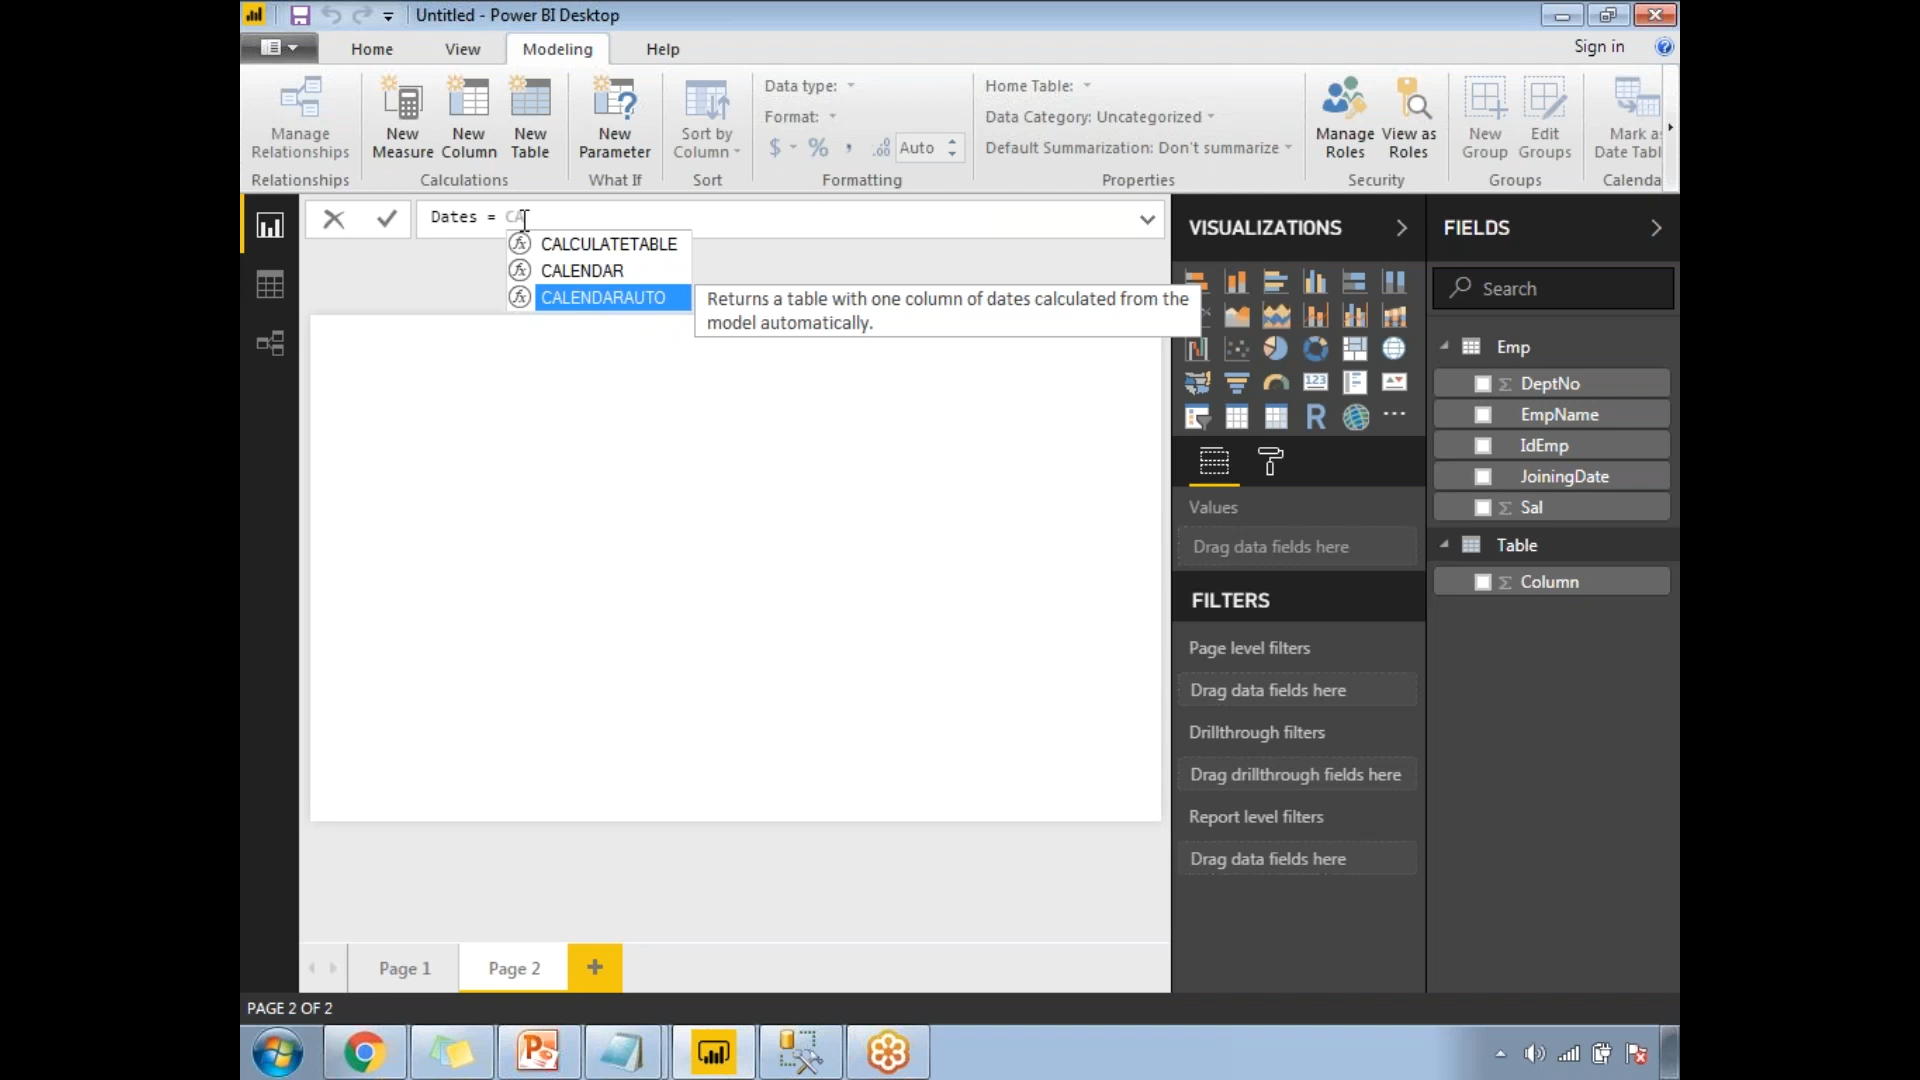 Untitled - Power BI Desktop
Home View Modeling Help Sign in
Manage Relationships
New Measure
New Column
New Table
New Parameter
Sort by Column
Data type:
Format:
$ % , .00 Auto
Home Table:
Data Category: Uncategorized
Default Summarization: Don't summarize
Manage Roles
View as Roles
New Group
Edit Groups
Mark a
Date Tabl
Relationships Calculations What If Sort Formatting Properties Security Groups Calenda
Dates = CA
CALCULATETABLE
CALENDAR
CALENDARAUTO
Returns a table with one column of dates calculated from the
model automatically.
VISUALIZATIONS
123
R
Values
Drag data fields here
FILTERS
Page level filters
Drag data fields here
Drillthrough filters
Drag drillthrough fields here
Report level filters
Drag data fields here
FIELDS
Search
Emp
DeptNo
EmpName
IdEmp
JoiningDate
Sal
Table
Column
Page 1 Page 2 +
PAGE 2 OF 2